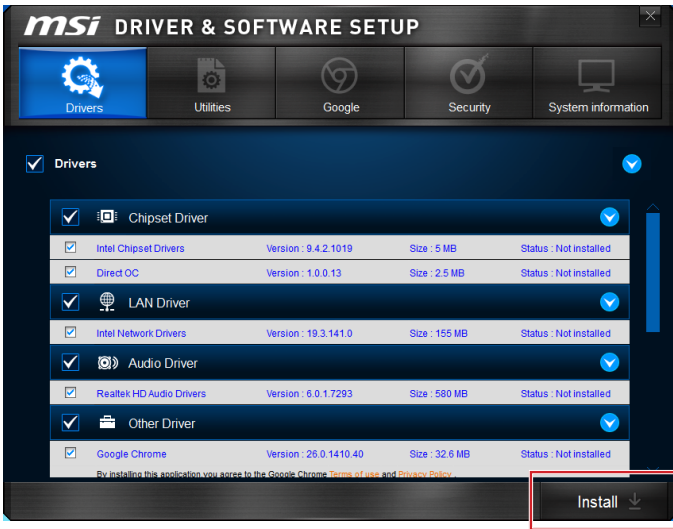 msi DRIVER & SOFTWARE SETUP
Drivers Utilities Google Security System information
Drivers
Chipset Driver
Intel Chipset Drivers Version : 9.4.2.1019 Size : 5 MB Status : Not installed
Direct OC Version : 1.0.0.13 Size : 2.5 MB Status : Not installed
LAN Driver
Intel Network Drivers Version : 19.3.141.0 Size : 155 MB Status : Not installed
Audio Driver
Realtek HD Audio Drivers Version : 6.0.1.7293 Size : 580 MB Status : Not installed
Other Driver
Google Chrome Version : 26.0.1410.40 Size : 32.6 MB Status : Not installed
By installing this application you agree to the Google Chrome Terms of use and Privacy Policy .
Install